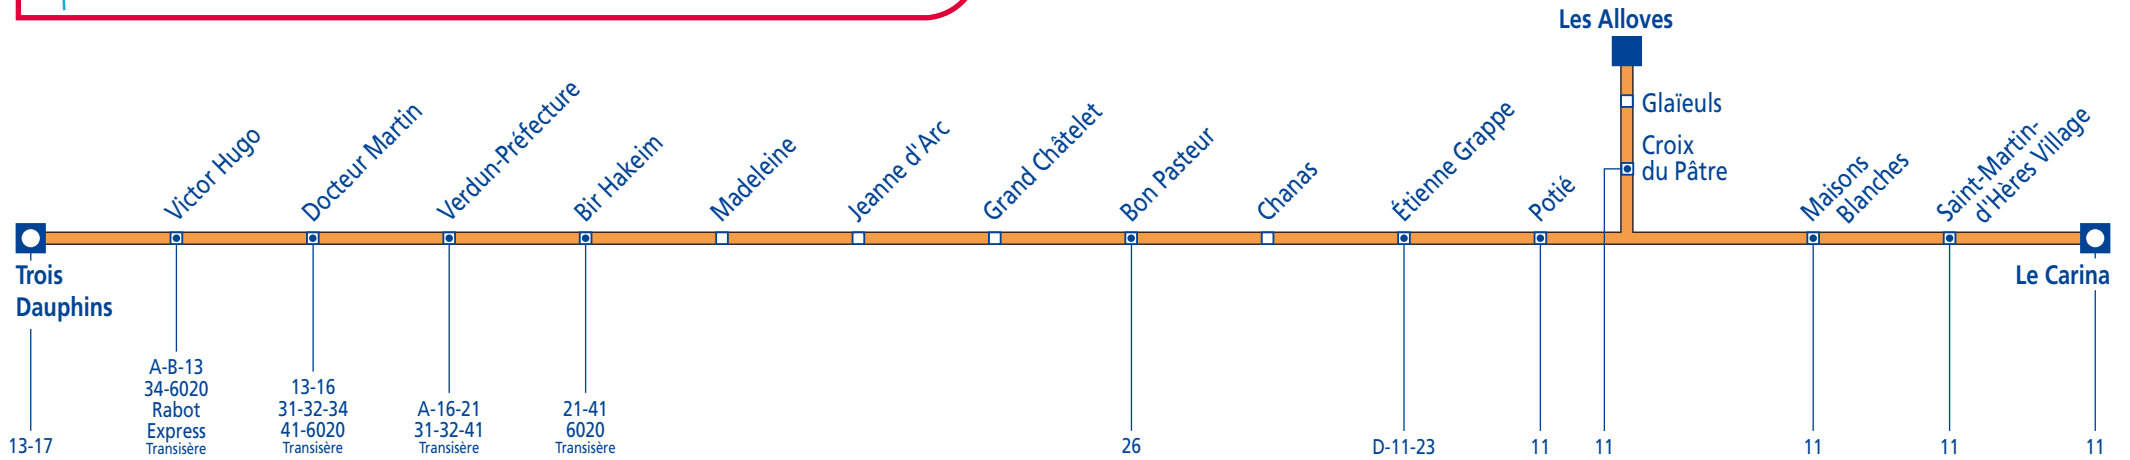 Les Alloves
Glaïeuls
Croix
du Pâtre
Victor Hugo
Docteur Martin
Verdun-Préfecture
Bir Hakeim
Madeleine
Jeanne d'Arc
Grand Châtelet
Bon Pasteur
Chanas
Étienne Grappe
Potié
Maisons
Blanches
Saint-Martin-
d'Hères Village
Trois
Dauphins
Le Carina
13-17
A-B-13
34-6020
Rabot
Express
Transisère
13-16
31-32-34
41-6020
Transisère
A-16-21
31-32-41
Transisère
21-41
6020
Transisère
26
D-11-23
11
11
11
11
11